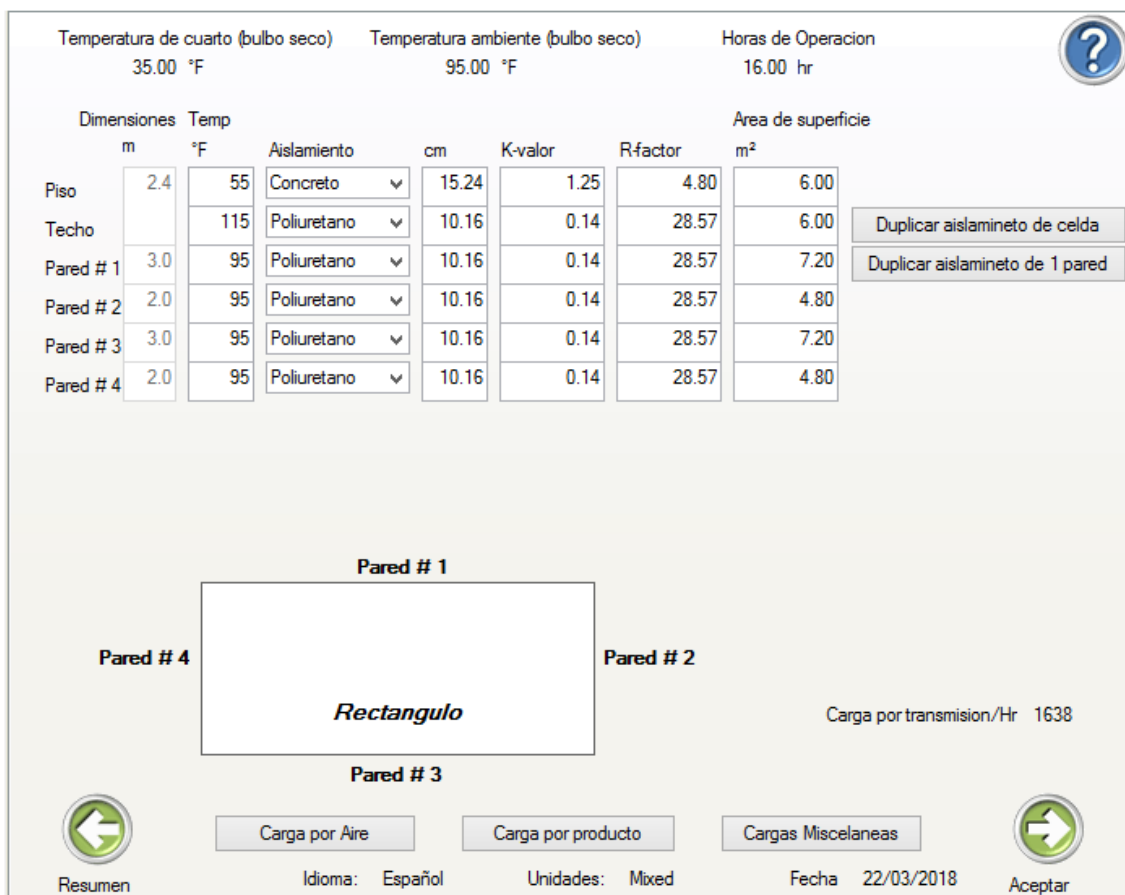 Temperatura de cuarto (bulbo seco) Temperatura ambiente (bulbo seco) Horas de Operacion
35.00 °F 95.00 °F 16.00 hr
Dimensiones Temp Area de superficie
m °F Aislamiento cm K-valor R-factor m²
Piso 2.4 55 Concreto 15.24 1.25 4.80 6.00
Techo 115 Poliuretano 10.16 0.14 28.57 6.00 Duplicar aislamineto de celda
Pared # 1 3.0 95 Poliuretano 10.16 0.14 28.57 7.20 Duplicar aislamineto de 1 pared
Pared # 2 2.0 95 Poliuretano 10.16 0.14 28.57 4.80
Pared # 3 3.0 95 Poliuretano 10.16 0.14 28.57 7.20
Pared # 4 2.0 95 Poliuretano 10.16 0.14 28.57 4.80
Pared # 1
Pared # 4 Pared # 2
Rectangulo
Carga por transmision/Hr 1638
Pared # 3
Carga por Aire Carga por producto Cargas Miscelaneas
Resumen Idioma: Español Unidades: Mixed Fecha 22/03/2018 Aceptar